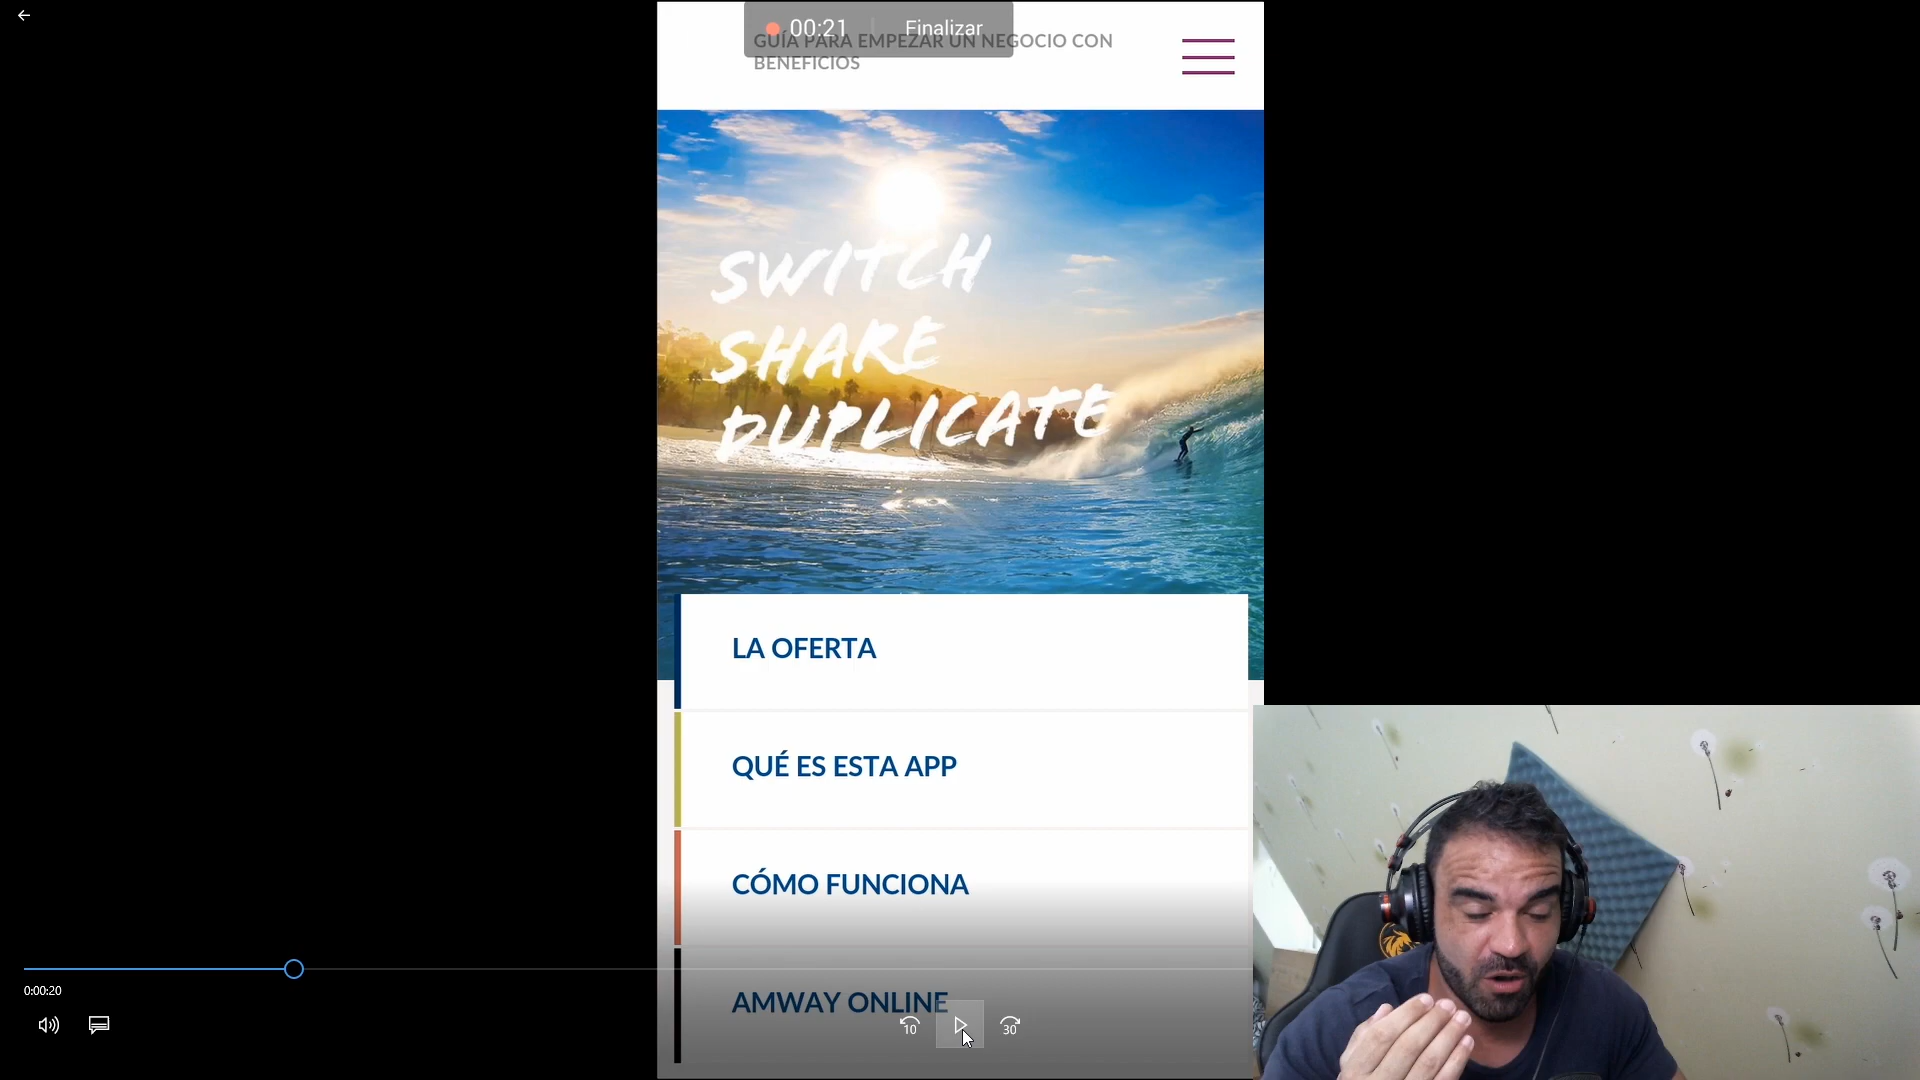 00:21 Finalizar
GUÍA PARA EMPEZAR UN NEGOCIO CON
BENEFICIOS
SWITCH
SHARE
DUPLICATE
LA OFERTA
QUÉ ES ESTA APP
CÓMO FUNCIONA
AMWAY ONLINE
0:00:20
10
30